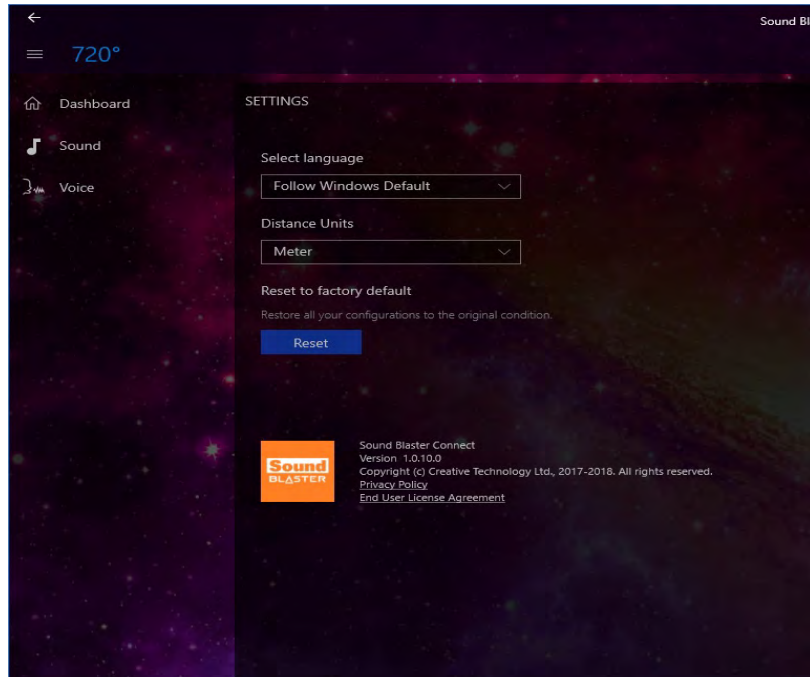 Sound Bl
720°
Dashboard
Sound
Voice
SETTINGS
Select language
Follow Windows Default
Distance Units
Meter
Reset to factory default
Restore all your configurations to the original condition.
Reset
Sound
BLASTER
Sound Blaster Connect
Version 1.0.10.0
Copyright (c) Creative Technology Ltd., 2017-2018. All rights reserved.
Privacy Policy
End User License Agreement